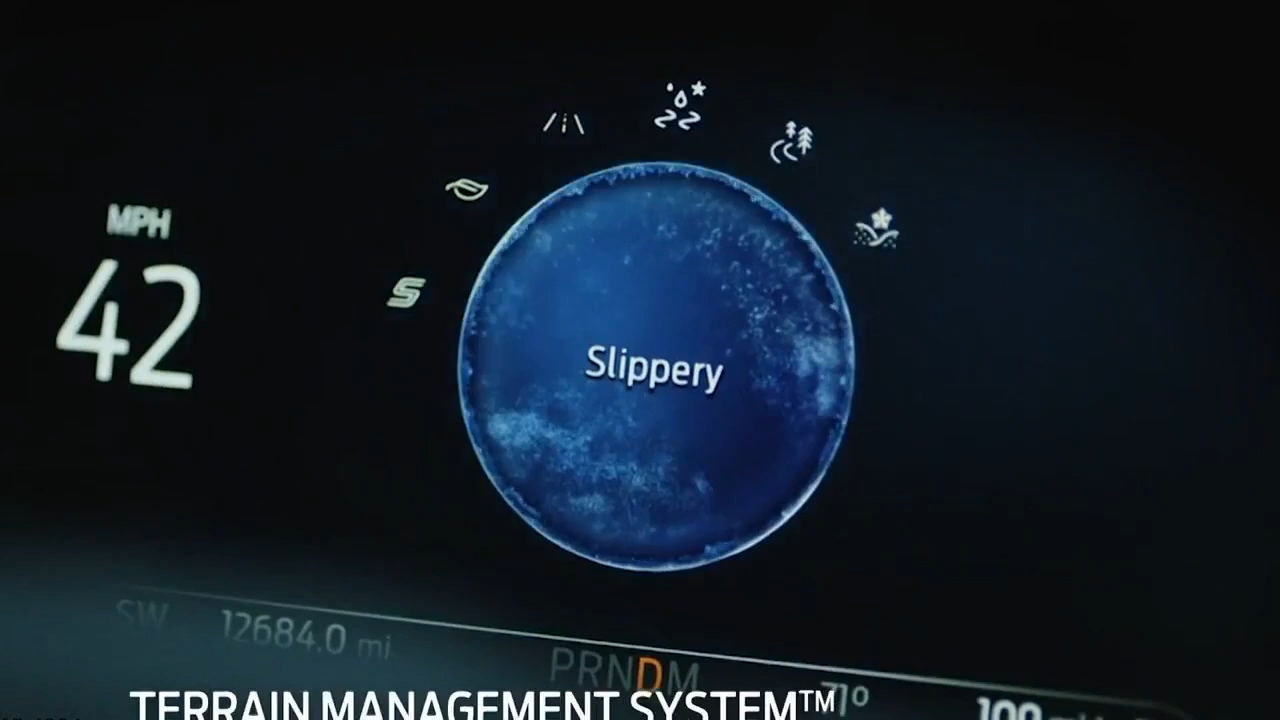 MPH
42
Slippery
SW 12684.0 mi
PRNDM
71°
TERRAIN MANAGEMENT SYSTEM™